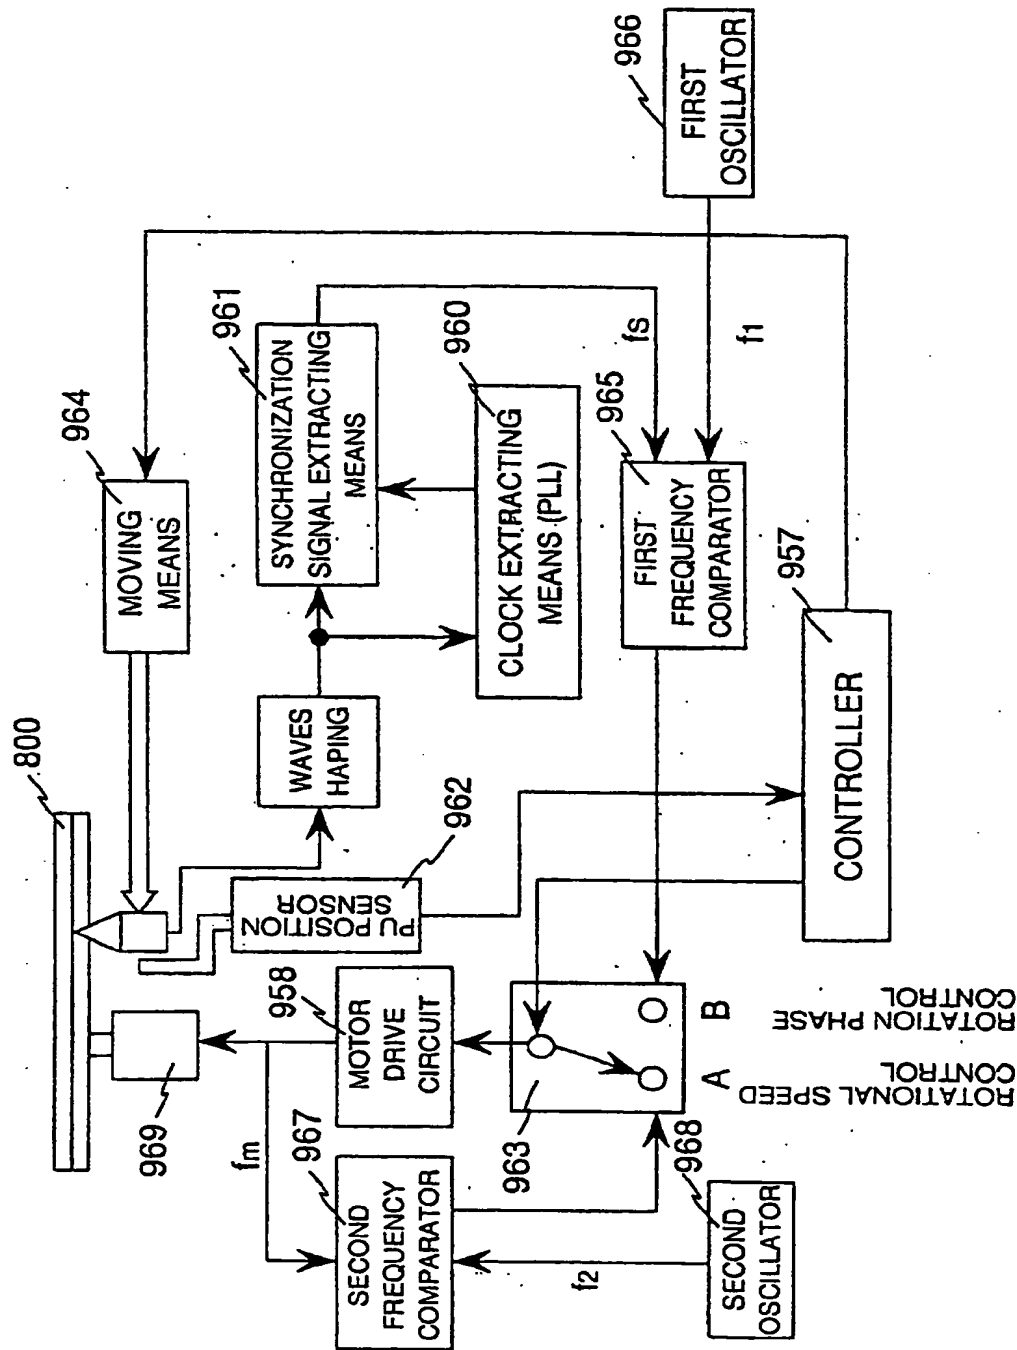 800
964
MOVING
MEANS
961
SYNCHRONIZATION
SIGNAL EXTRACTING
MEANS
966
FIRST
OSCILLATOR
969
fm
967
SECOND
FREQUENCY
COMPARATOR
958
MOTOR
DRIVE
CIRCUIT
PU POSITION
SENSOR
962
WAVES
HAPING
960
CLOCK EXTRACTING
MEANS (PLL)
fs
f1
965
FIRST
FREQUENCY
COMPARATOR
963
A
B
ROTATIONAL SPEED
CONTROL
ROTATION PHASE
CONTROL
f2
968
SECOND
OSCILLATOR
957
CONTROLLER